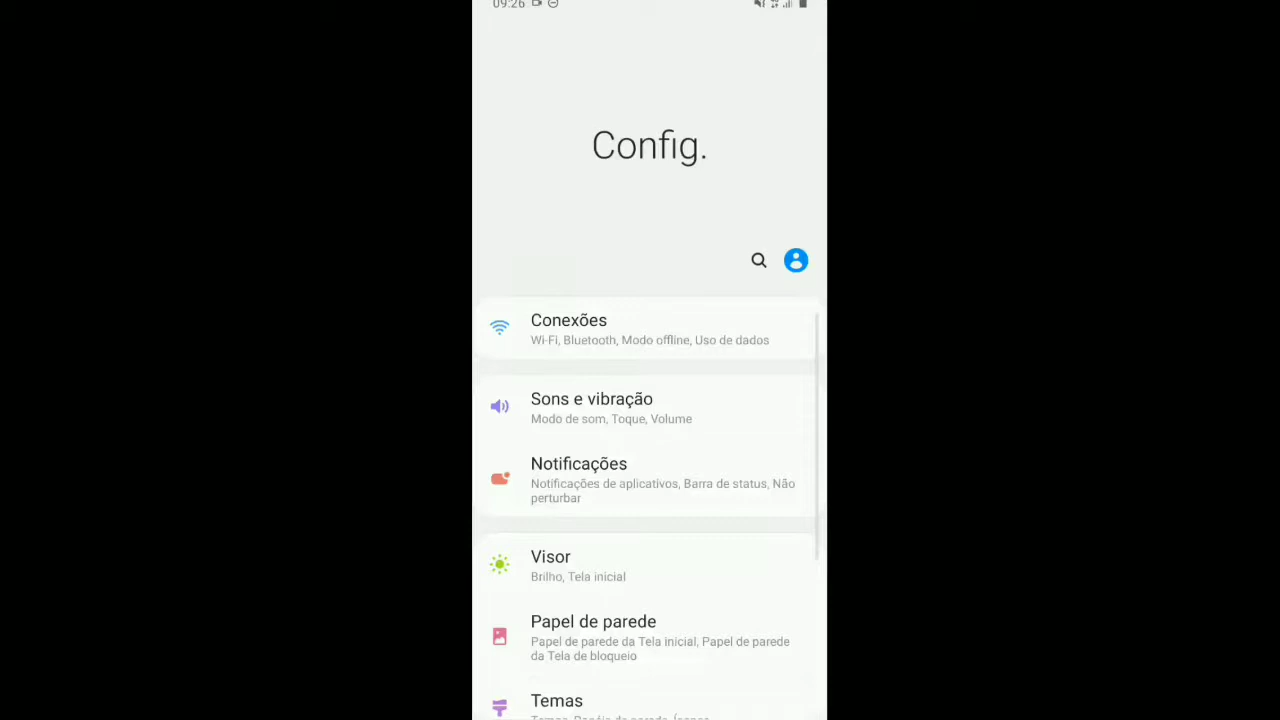 09:26
Config.
Conexões
Wi-Fi, Bluetooth, Modo offline, Uso de dados
Sons e vibração
Modo de som, Toque, Volume
Notificações
Notificações de aplicativos, Barra de status, Não
perturbar
Visor
Brilho, Tela inicial
Papel de parede
Papel de parede da Tela inicial, Papel de parede
da Tela de bloqueio
Temas